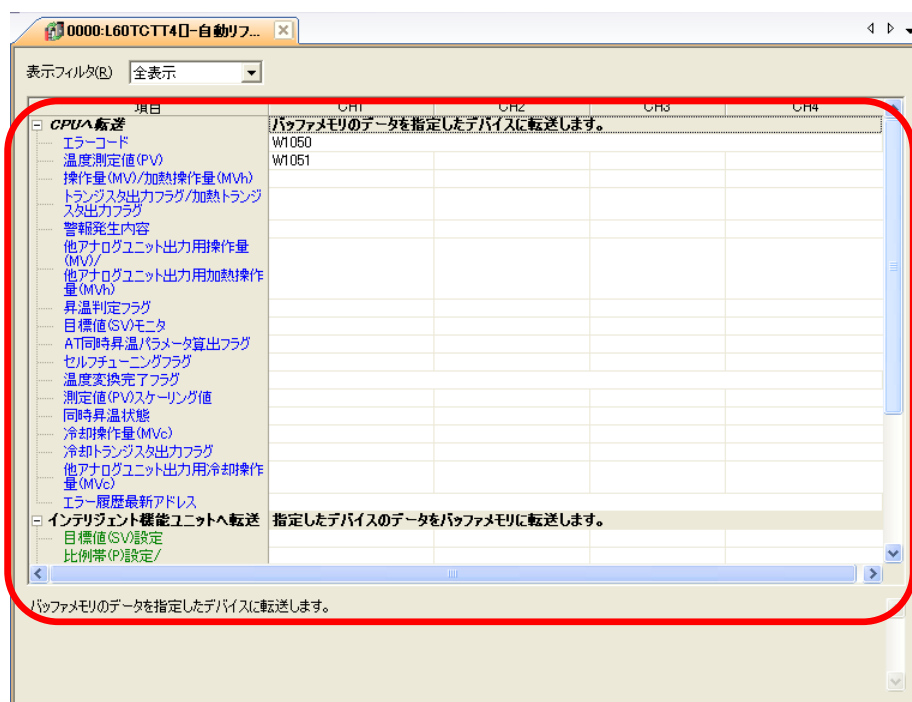 0000:L60TCTT4[]-自動リフ...
表示フィルタ(R) 全表示
項目 CH1 CH2 CH3 CH4
CPUへ転送 バッファメモリのデータを指定したデバイスに転送します。
エラーコード W1050
温度測定値(PV) W1051
操作量(MV)/加熱操作量(MVh)
トランジスタ出力フラグ/加熱トランジ
スタ出力フラグ
警報発生内容
他アナログユニット出力用操作量
(MV)/
他アナログユニット出力用加熱操作
量(MVh)
昇温判定フラグ
目標値(SV)モニタ
AT同時昇温パラメータ算出フラグ
セルフチューニングフラグ
温度変換完了フラグ
測定値(PV)スケーリング値
同時昇温状態
冷却操作量(MVc)
冷却トランジスタ出力フラグ
他アナログユニット出力用冷却操作
量(MVc)
エラー履歴最新アドレス
インテリジェント機能ユニットへ転送 指定したデバイスのデータをバッファメモリに転送します。
目標値(SV)設定
比例帯(P)設定/
バッファメモリのデータを指定したデバイスに転送します。